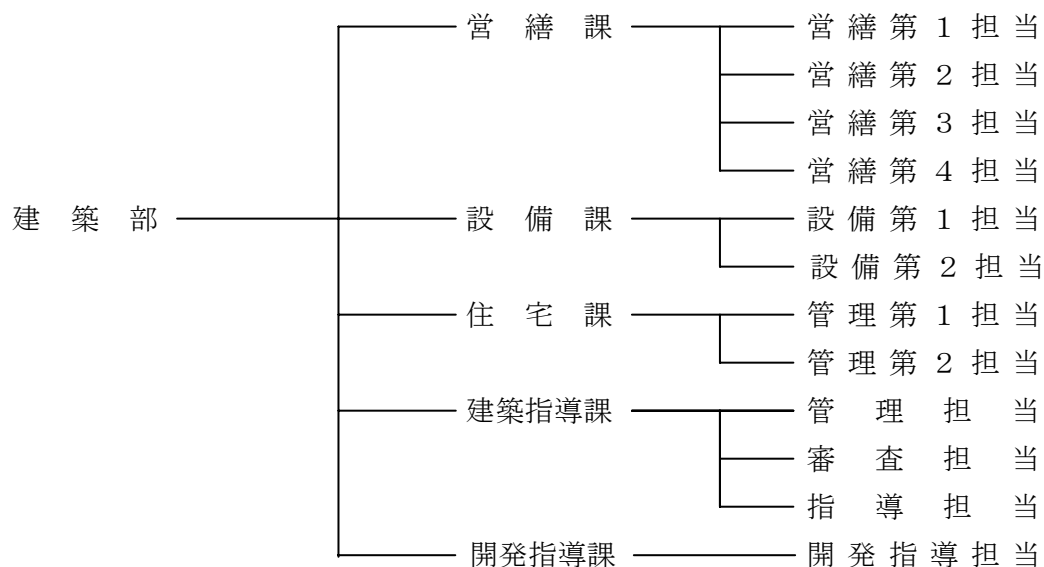 営繕課 営繕第1担当
営繕第2担当
営繕第3担当
営繕第4担当
建築部 設備課 設備第1担当
設備第2担当
住宅課 管理第1担当
管理第2担当
建築指導課 管理担当
審査担当
指導担当
開発指導課 開発指導担当